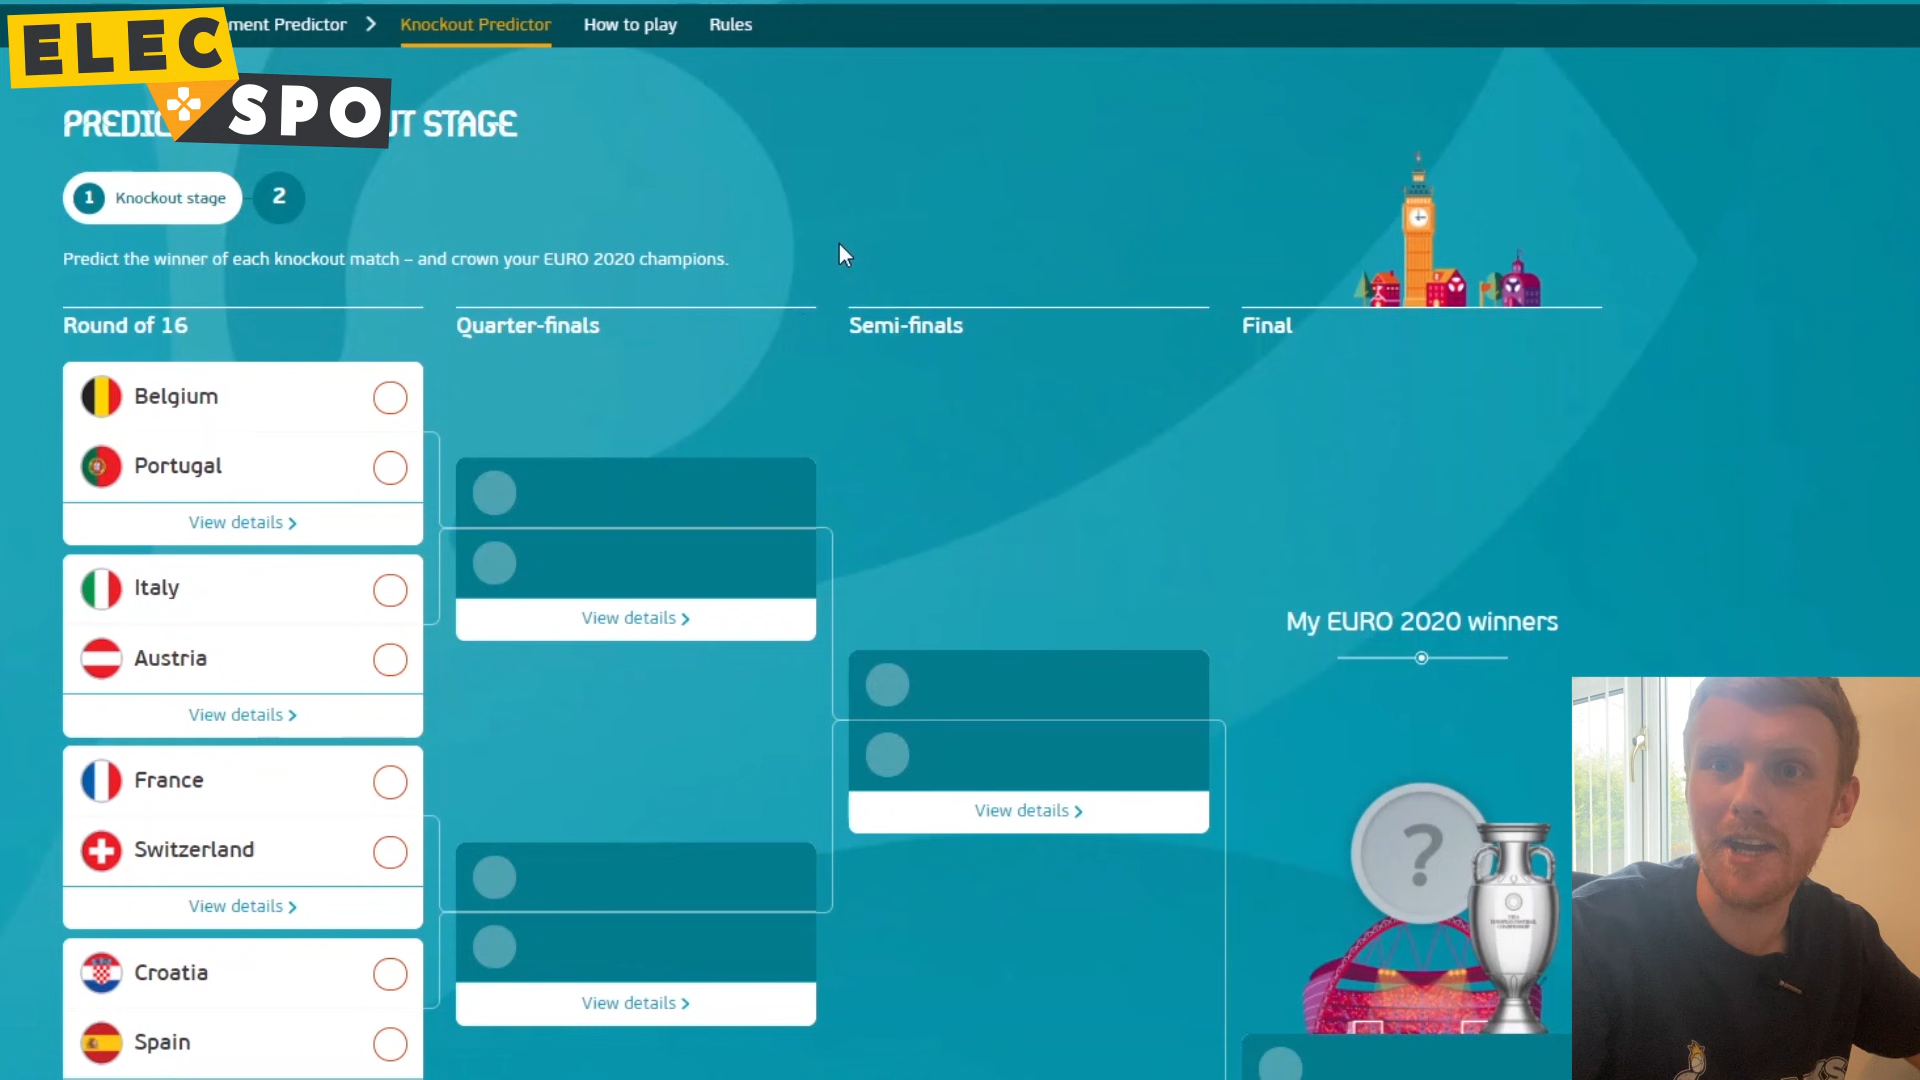 ELEC
SPO
ment Predictor
Knockout Predictor
How to play
Rules
PREDIC
UT STAGE
1 Knockout stage
2
Predict the winner of each knockout match – and crown your EURO 2020 champions.
Round of 16
Quarter-finals
Semi-finals
Final
Belgium
Portugal
View details
Italy
Austria
View details
France
Switzerland
View details
Croatia
Spain
View details
View details
View details
My EURO 2020 winners
?